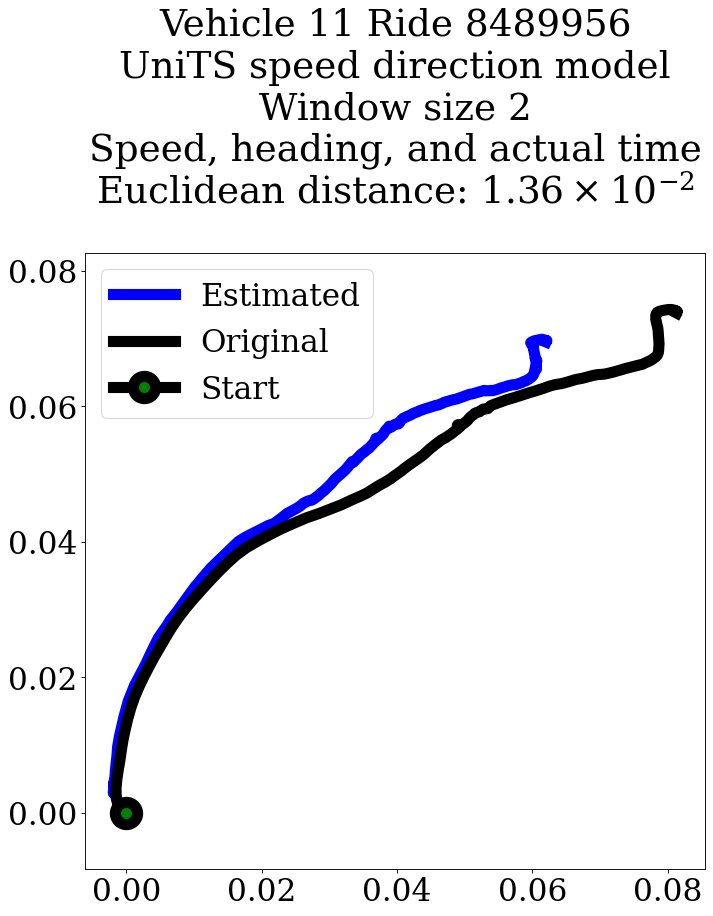 Vehicle 11 Ride 8489956
UniTS speed direction model
Window size 2
Speed, heading, and actual time
Euclidean distance: 1.36 × 10⁻²
0.08
0.06
0.04
0.02
0.00
Estimated
Original
Start
0.00 0.02 0.04 0.06 0.08